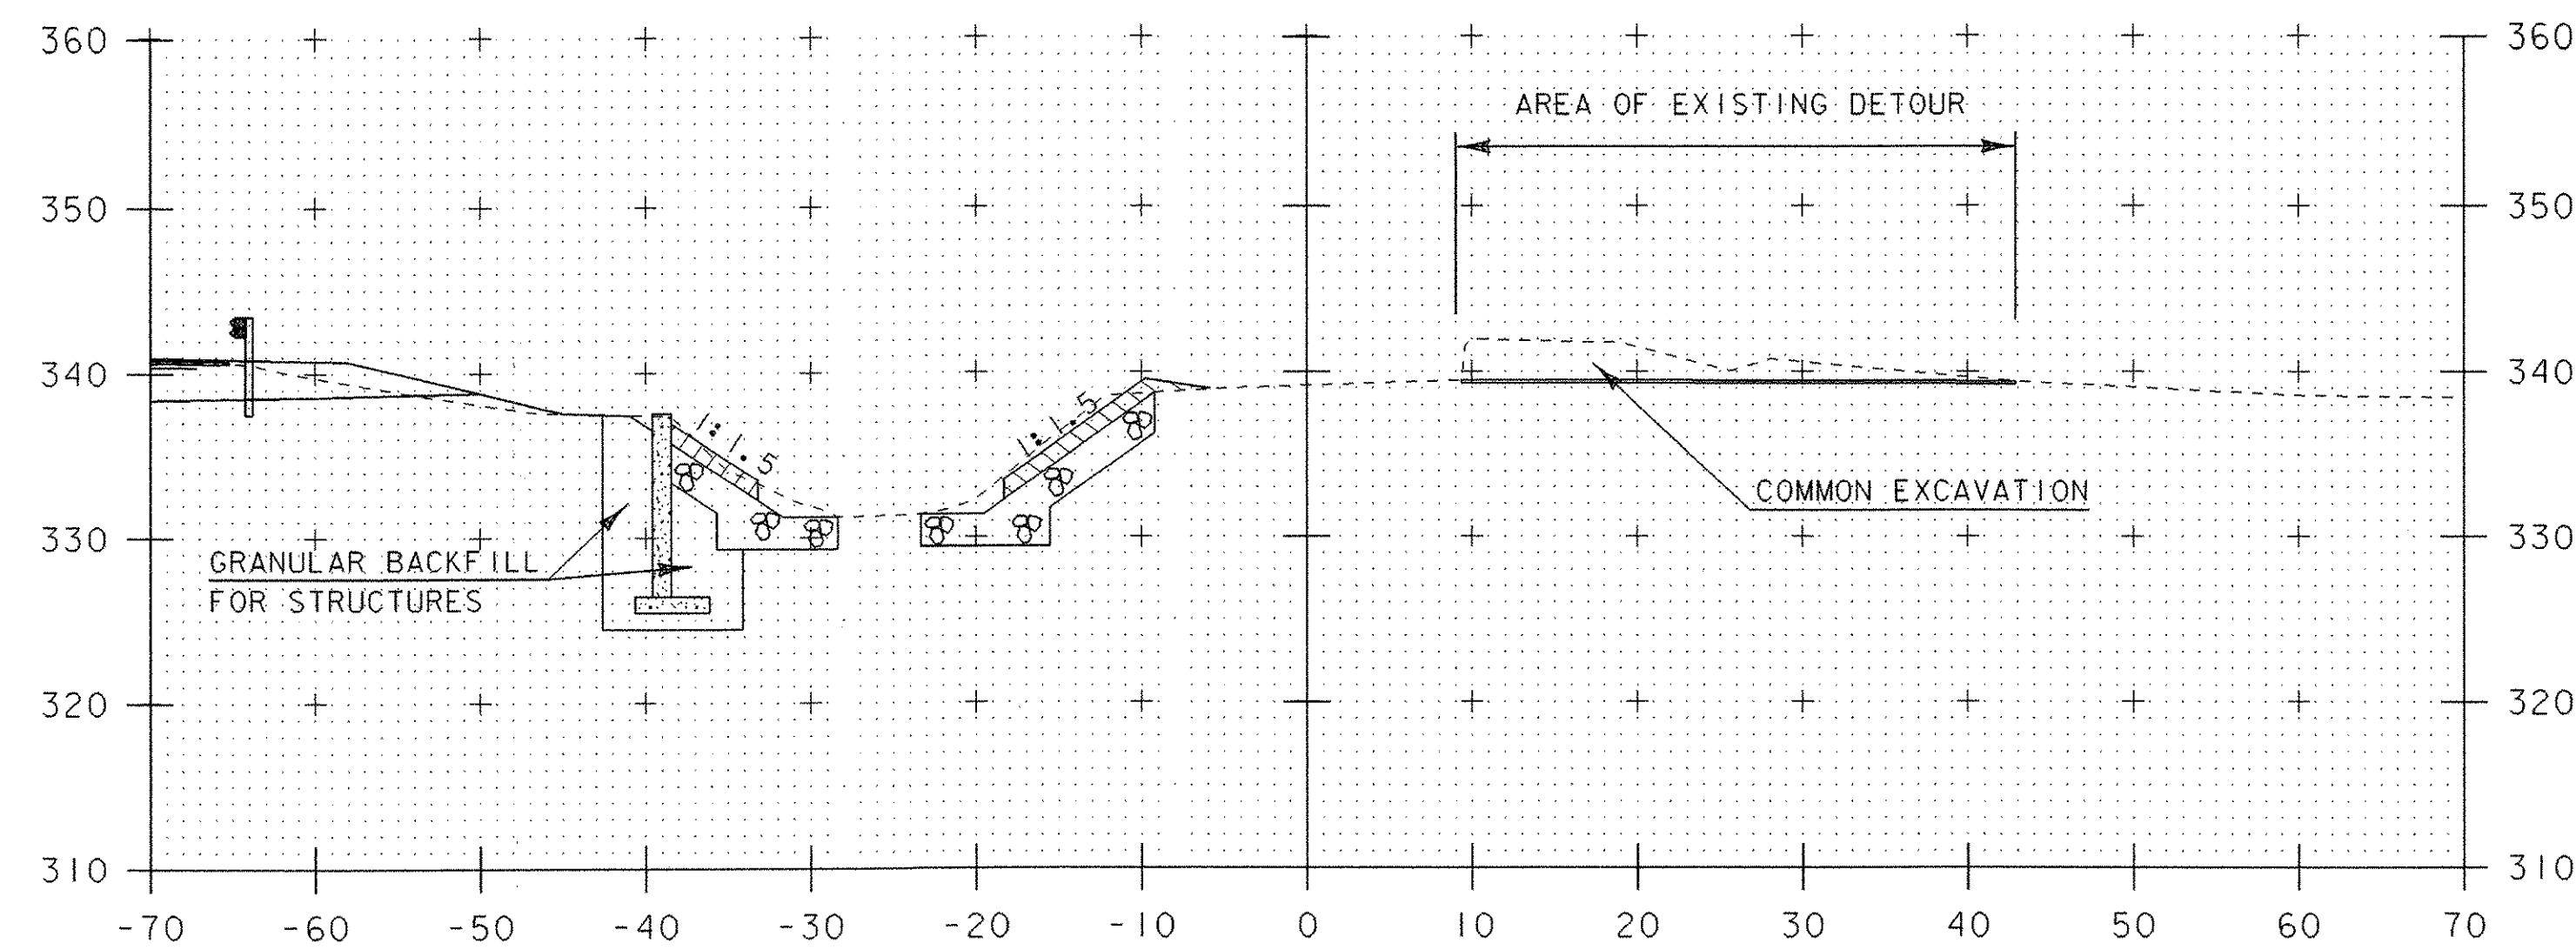 360
360
AREA OF EXISTING DETOUR
350
350
340
340
1:1.5
1:1.5
COMMON EXCAVATION
330
330
GRANULAR BACKFILL
FOR STRUCTURES
320
320
310
310
-70 -60 -50 -40 -30 -20 -10 0 10 20 30 40 50 60 70